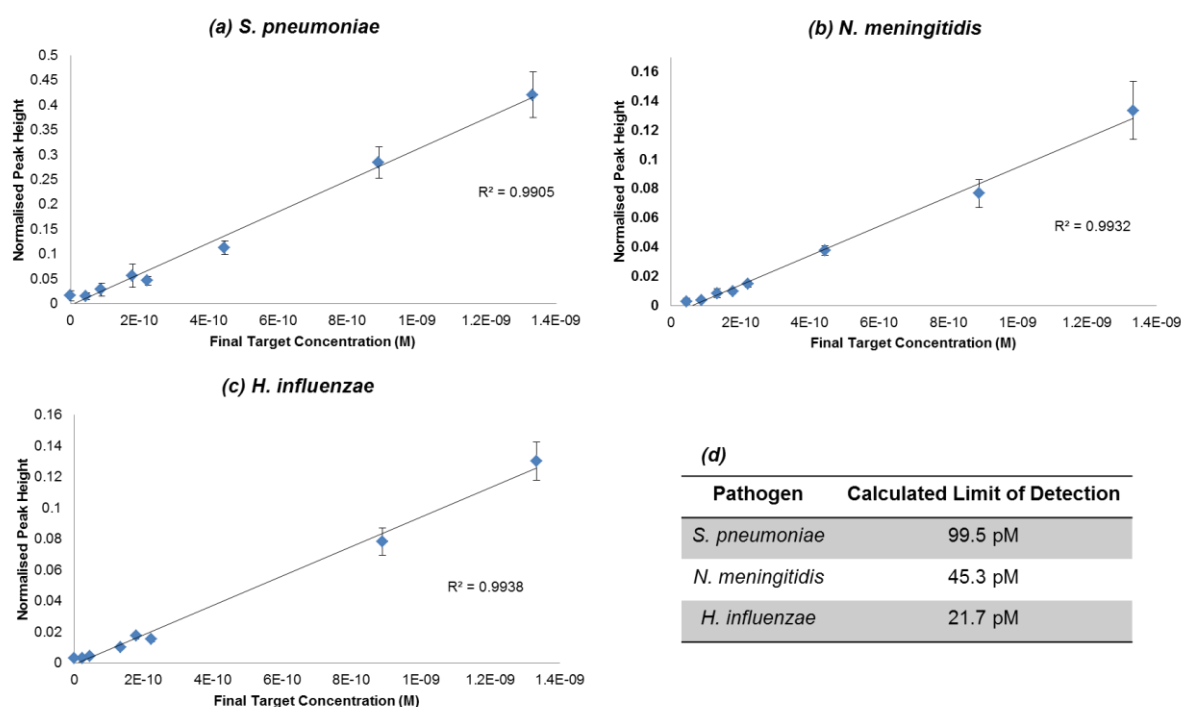 (a) S. pneumoniae
0.5
0.45
0.4
0.35
0.3
0.25
0.2
0.15
0.1
0.05
0
Normalised Peak Height
R² = 0.9905
0 2E-10 4E-10 6E-10 8E-10 1E-09 1.2E-09 1.4E-09
Final Target Concentration (M)
(b) N. meningitidis
0.16
0.14
0.12
0.1
0.08
0.06
0.04
0.02
0
Normalised Peak Height
R² = 0.9932
0 2E-10 4E-10 6E-10 8E-10 1E-09 1.2E-09 1.4E-09
Final Target Concentration (M)
(c) H. influenzae
0.16
0.14
0.12
0.1
0.08
0.06
0.04
0.02
0
Normalised Peak Height
R² = 0.9938
0 2E-10 4E-10 6E-10 8E-10 1E-09 1.2E-09 1.4E-09
Final Target Concentration (M)
(d)
Pathogen Calculated Limit of Detection
S. pneumoniae 99.5 pM
N. meningitidis 45.3 pM
H. influenzae 21.7 pM